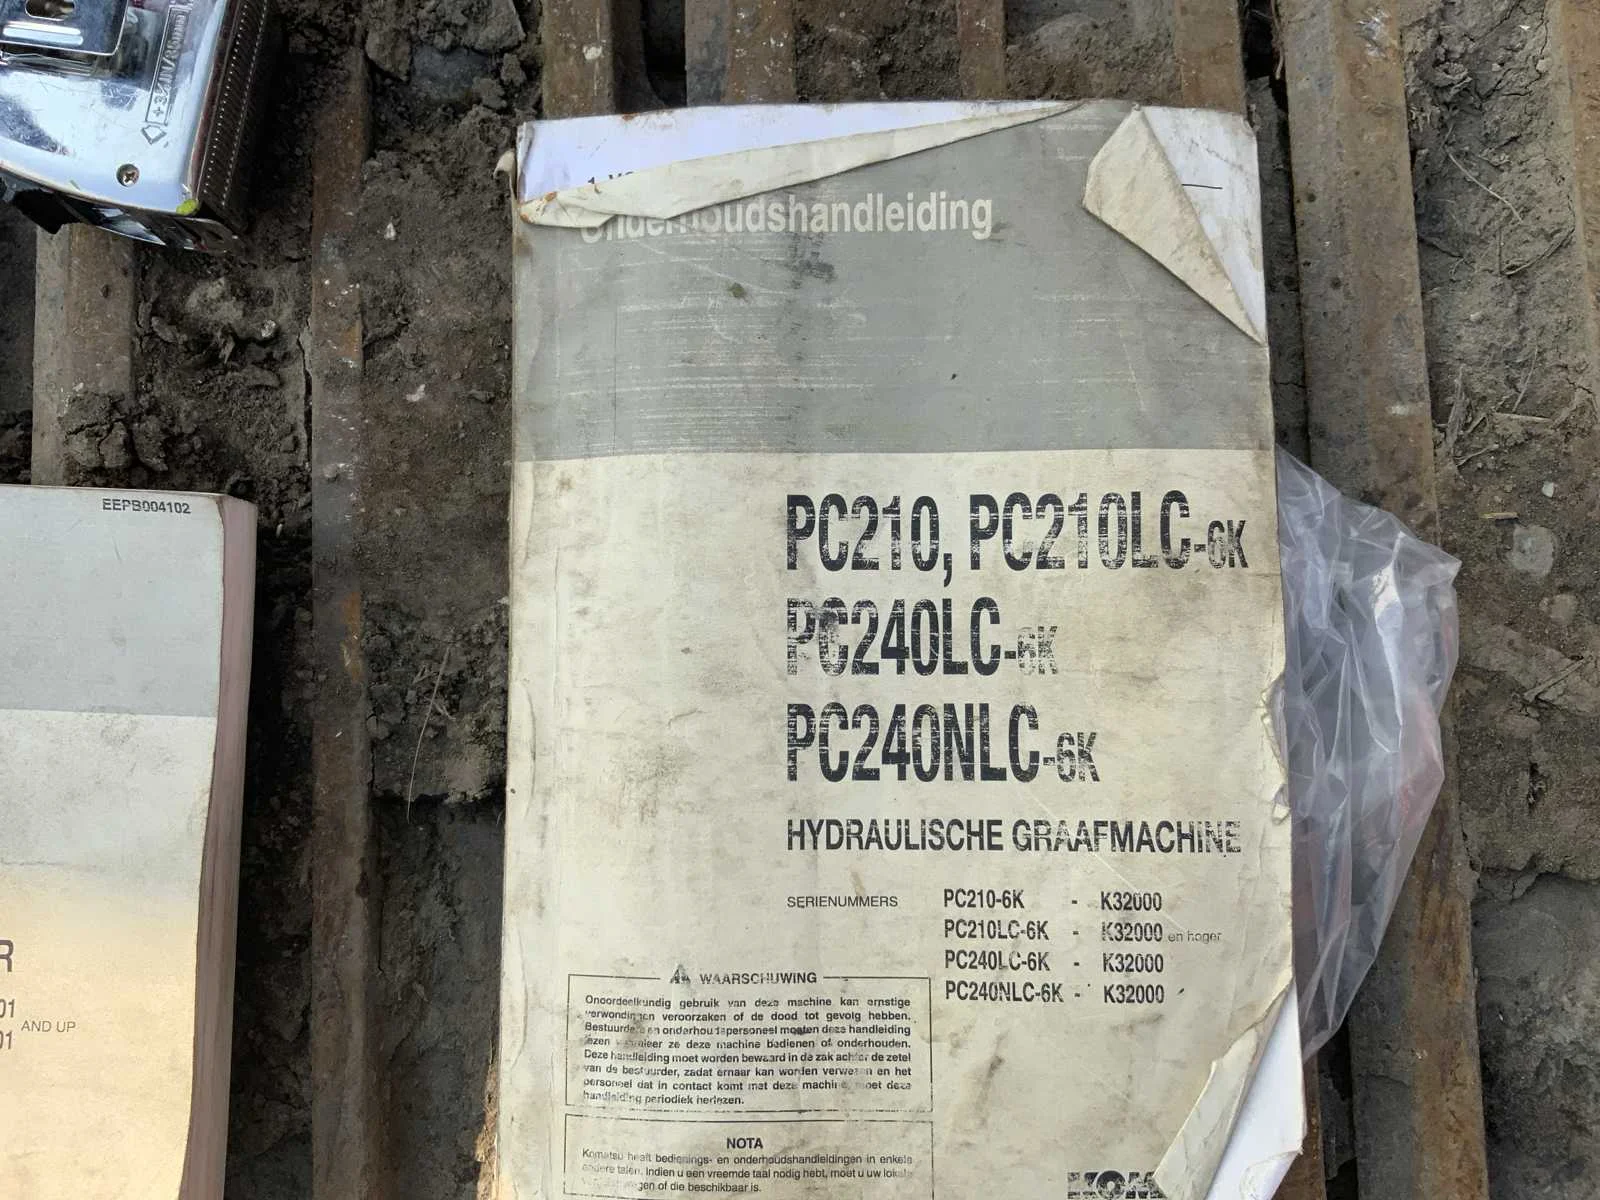 EEPB004102
R
01
01
AND UP
Onderhoudshandleiding
PC210, PC210LC-6K
PC240LC-6K
PC240NLC-6K
HYDRAULISCHE GRAAFMACHINE
SERIENUMMERS
PC210-6K - K32000
PC210LC-6K - K32000 en hoger
PC240LC-6K - K32000
PC240NLC-6K - K32000
WAARSCHUWING
Onoordeelkundig gebruik van deze machine kan ernstige
verwondingen veroorzaken of de dood tot gevolg hebben.
Bestuurders en onderhoudspersoneel moeten deze handleiding
lezen wanneer ze deze machine bedienen of onderhouden.
Deze handleiding moet worden bewaard in de zak achter de zetel
van de bestuurder, zodat ernaar kan worden verwezen en het
personeel dat in contact komt met deze machine, moet deze
handleiding periodiek herlezen.
NOTA
Komatsu heeft bedienings- en onderhoudshandleidingen in enkele
andere talen. Indien u een vreemde taal nodig hebt, moet u uw lokale
of die beschikbaar is.
KOM